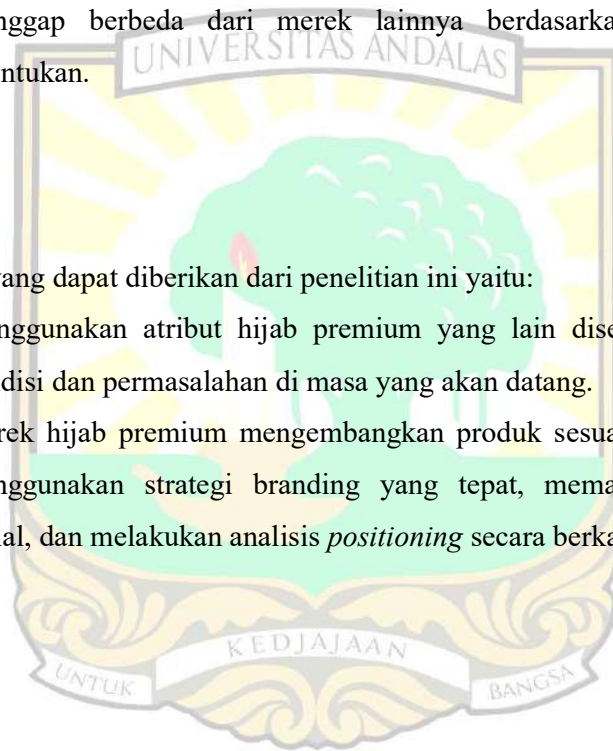 nggap berbeda dari merek lainnya berdasarka
UNIVERSITAS ANDALAS
ntukan.
yang dapat diberikan dari penelitian ini yaitu:
nggunakan atribut hijab premium yang lain dise
disi dan permasalahan di masa yang akan datang.
rek hijab premium mengembangkan produk sesua
nggunakan strategi branding yang tepat, mema
al, dan melakukan analisis positioning secara berka
KEDJAJAAN
UNTUK BANGSA